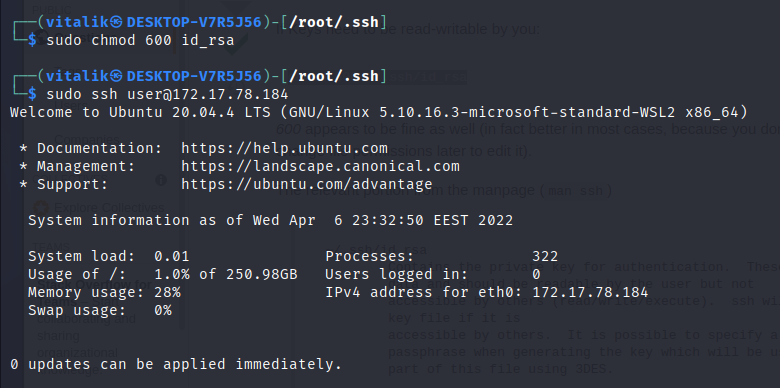 ┌──(vitalik㉿DESKTOP-V7R5J56)-[/root/.ssh]
└─$ sudo chmod 600 id_rsa
┌──(vitalik㉿DESKTOP-V7R5J56)-[/root/.ssh]
└─$ sudo ssh user@172.17.78.184
Welcome to Ubuntu 20.04.4 LTS (GNU/Linux 5.10.16.3-microsoft-standard-WSL2 x86_64)
* Documentation:  https://help.ubuntu.com
* Management:     https://landscape.canonical.com
* Support:        https://ubuntu.com/advantage
System information as of Wed Apr  6 23:32:50 EEST 2022
System load:  0.01               Processes:             322
Usage of /:   1.0% of 250.98GB   Users logged in:       0
Memory usage: 28%                IPv4 address for eth0: 172.17.78.184
Swap usage:   0%
0 updates can be applied immediately.